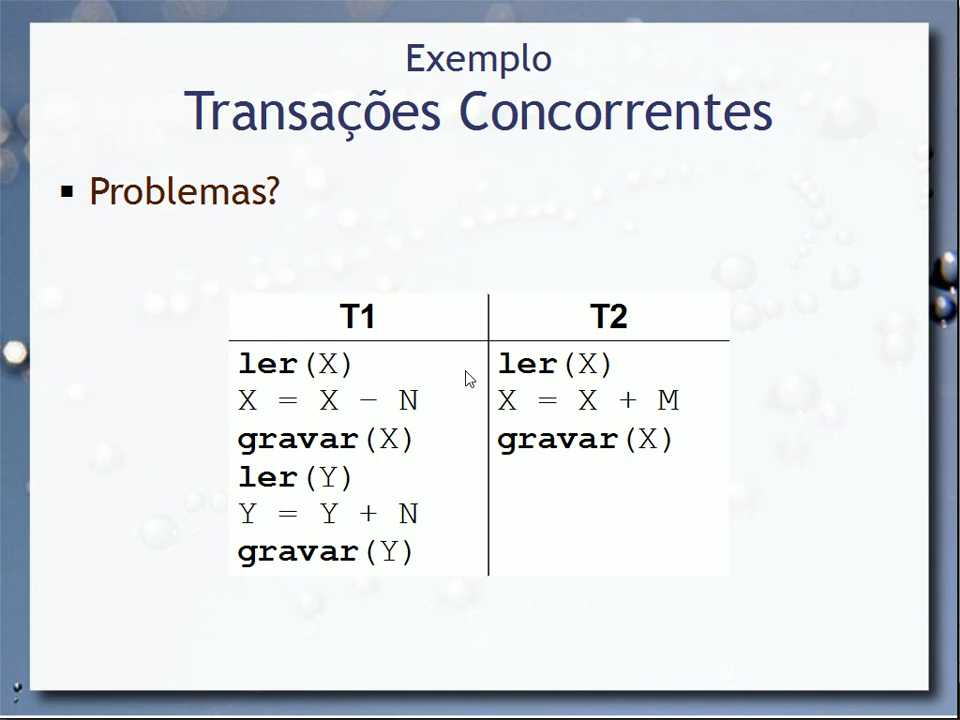 Exemplo
Transações Concorrentes
▪ Problemas?
T1 T2
ler(X) ler(X)
X = X − N X = X + M
gravar(X) gravar(X)
ler(Y)
Y = Y + N
gravar(Y)